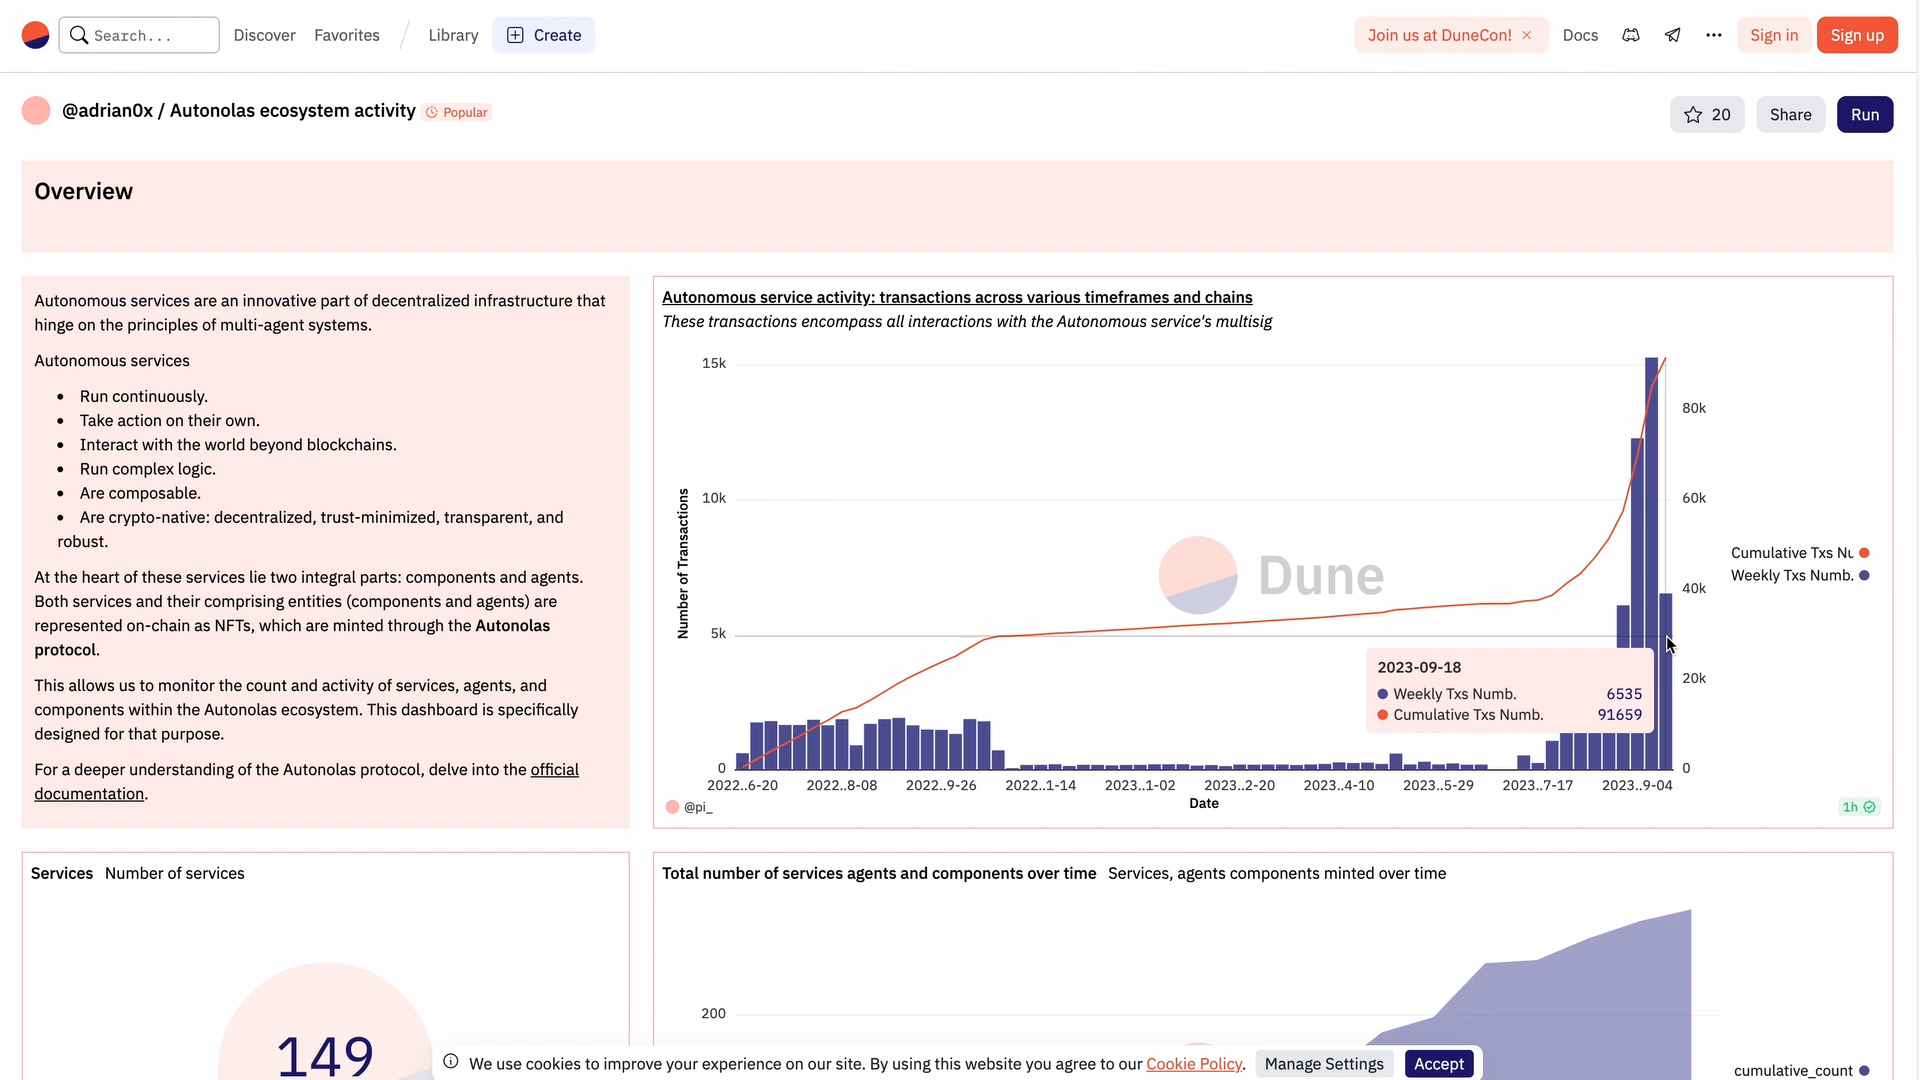 Search...
Discover
Favorites
Library
Create
Join us at DuneCon! ×
Docs
Sign in
Sign up
@adrian0x / Autonolas ecosystem activity
Popular
20
Share
Run
Overview
Autonomous services are an innovative part of decentralized infrastructure that
hinge on the principles of multi-agent systems.
Autonomous services
• Run continuously.
• Take action on their own.
• Interact with the world beyond blockchains.
• Run complex logic.
• Are composable.
• Are crypto-native: decentralized, trust-minimized, transparent, and
robust.
At the heart of these services lie two integral parts: components and agents.
Both services and their comprising entities (components and agents) are
represented on-chain as NFTs, which are minted through the Autonolas
protocol.
This allows us to monitor the count and activity of services, agents, and
components within the Autonolas ecosystem. This dashboard is specifically
designed for that purpose.
For a deeper understanding of the Autonolas protocol, delve into the official
documentation.
Autonomous service activity: transactions across various timeframes and chains
These transactions encompass all interactions with the Autonomous service's multisig
15k
10k
5k
0
Number of Transactions
80k
60k
40k
20k
0
Dune
Cumulative Txs Nu
Weekly Txs Numb.
2023-09-18
Weekly Txs Numb. 6535
Cumulative Txs Numb. 91659
2022..6-20 2022..8-08 2022..9-26 2022..1-14 2023..1-02 2023..2-20 2023..4-10 2023..5-29 2023..7-17 2023..9-04
Date
@pi_
1h
Services Number of services
149
Total number of services agents and components over time Services, agents components minted over time
200
cumulative_count
We use cookies to improve your experience on our site. By using this website you agree to our Cookie Policy.
Manage Settings
Accept